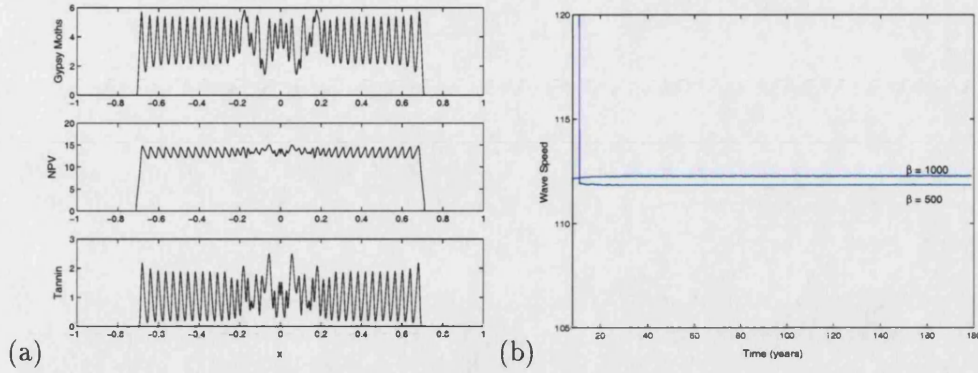 6
4
2
0
Gypsy Moths
-1 -0.8 -0.6 -0.4 -0.2 0 0.2 0.4 0.6 0.8 1
20
15
10
5
0
NPV
-1 -0.8 -0.6 -0.4 -0.2 0 0.2 0.4 0.6 0.8 1
3
2
1
0
Tannin
-1 -0.8 -0.6 -0.4 -0.2 0 0.2 0.4 0.6 0.8 1
x
(a)
120
115
110
105
Wave Speed
β = 1000
β = 500
20 40 60 80 100 120 140 160 180
Time (years)
(b)